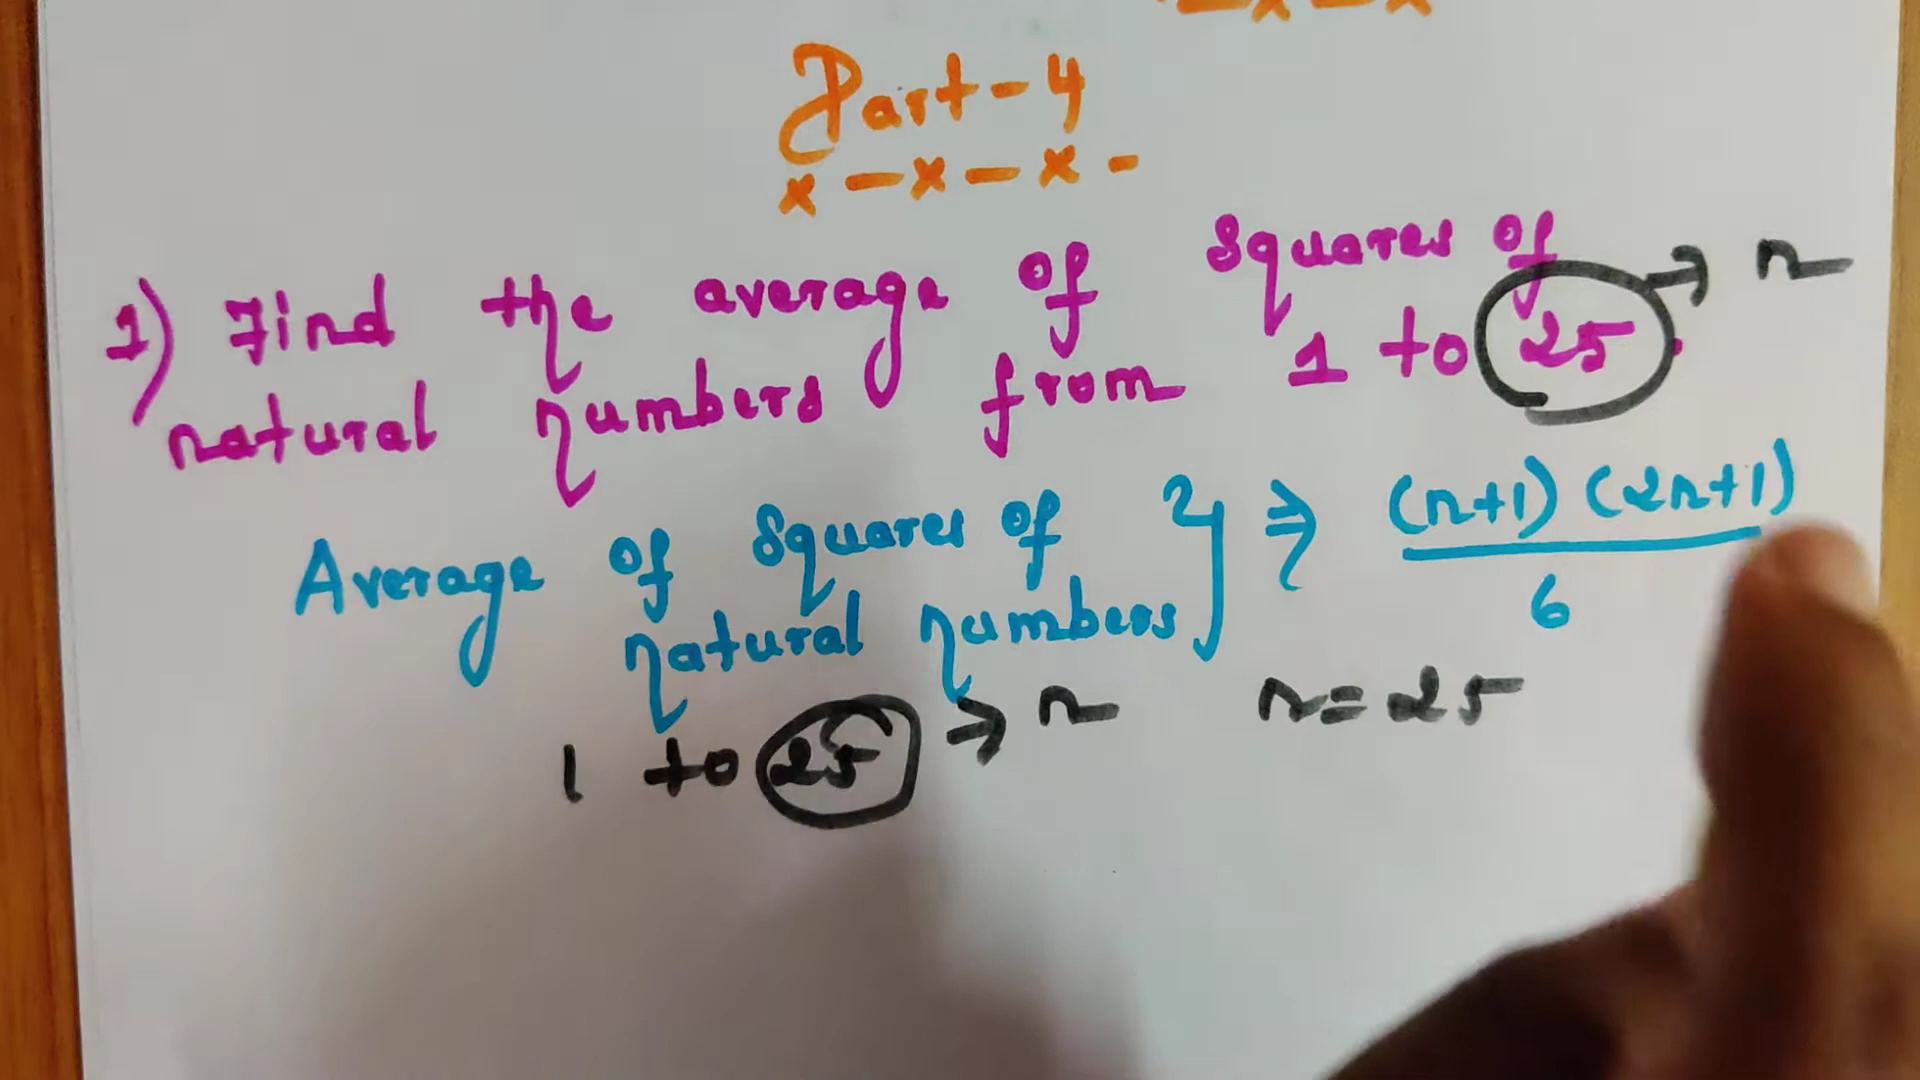 Part-4
x - x - x -
1) Find the average of squares of
natural numbers from 1 to 25. → n
Average of squares of } ⇒ (n+1) (2n+1)
natural numbers 6
1 to 25 → n n = 25